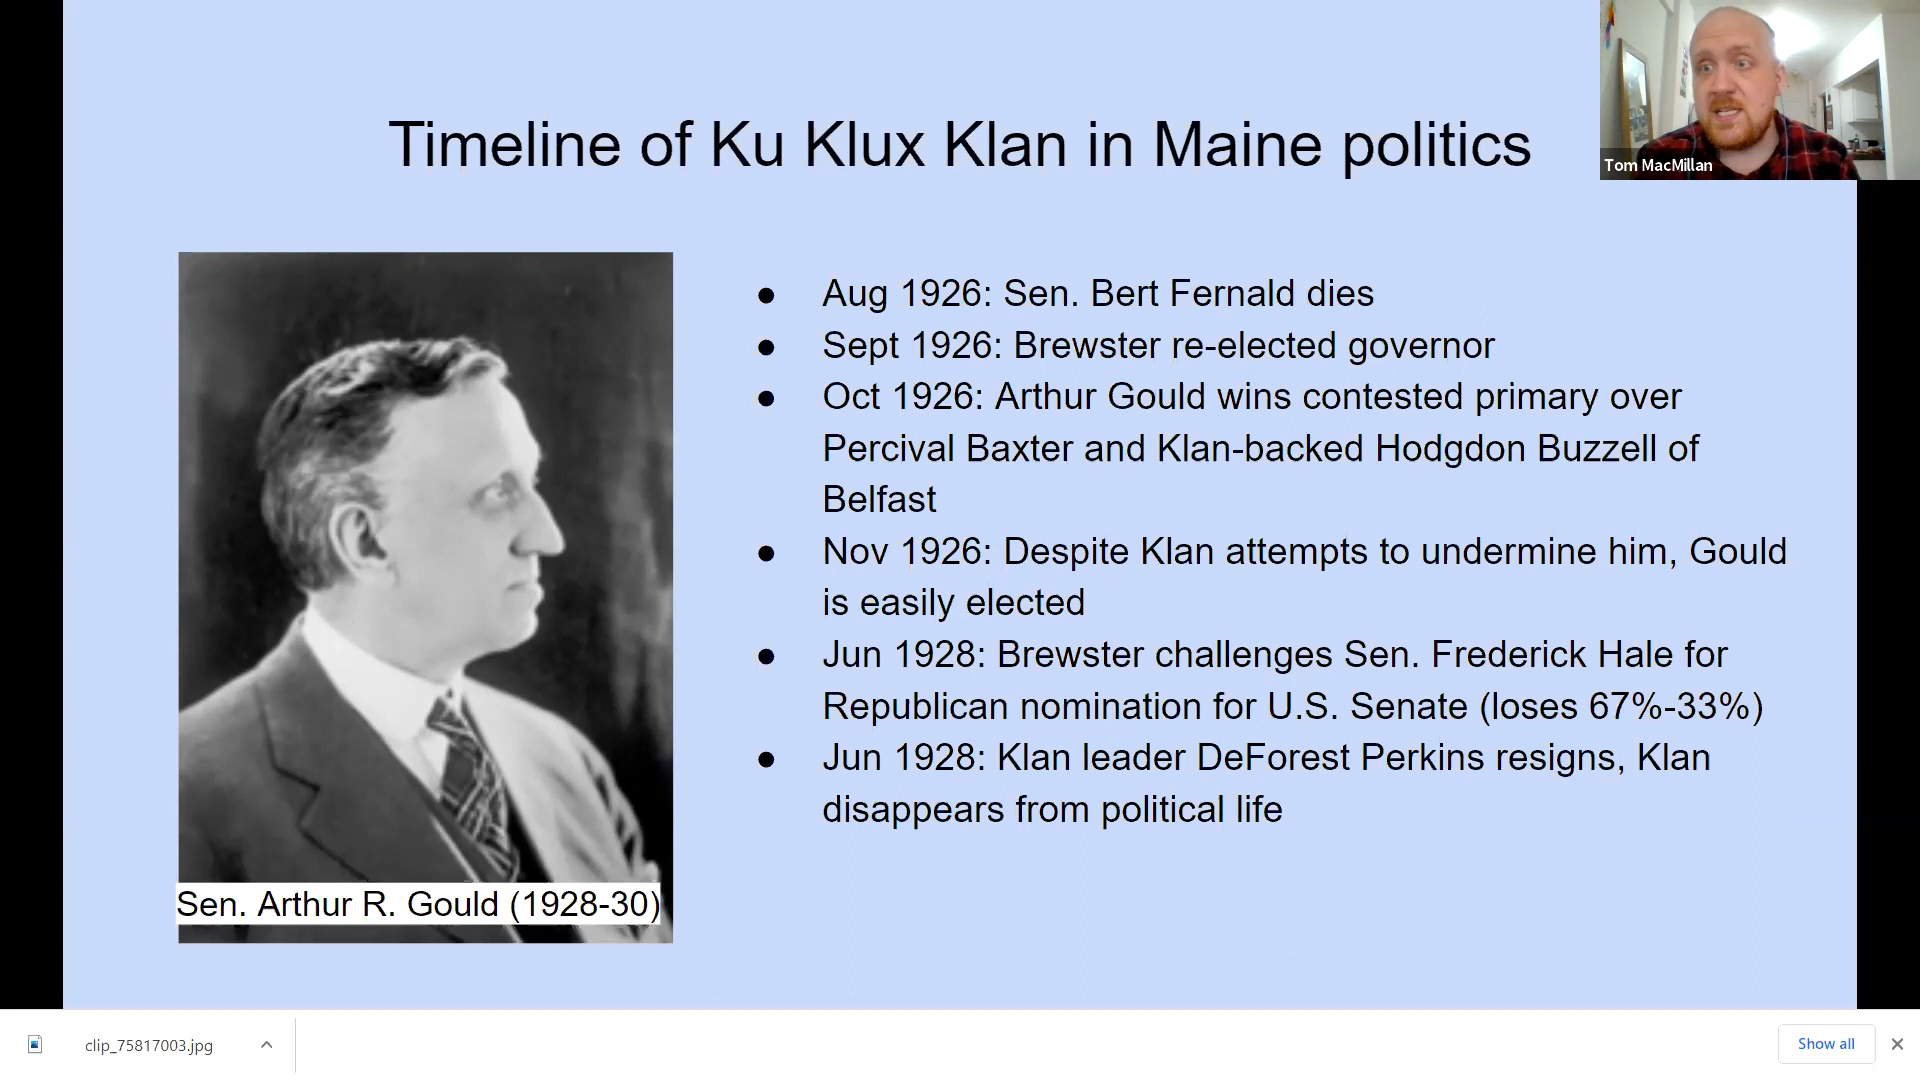 Timeline of Ku Klux Klan in Maine politics
Tom MacMillan
● Aug 1926: Sen. Bert Fernald dies
● Sept 1926: Brewster re-elected governor
● Oct 1926: Arthur Gould wins contested primary over
Percival Baxter and Klan-backed Hodgdon Buzzell of
Belfast
● Nov 1926: Despite Klan attempts to undermine him, Gould
is easily elected
● Jun 1928: Brewster challenges Sen. Frederick Hale for
Republican nomination for U.S. Senate (loses 67%-33%)
● Jun 1928: Klan leader DeForest Perkins resigns, Klan
disappears from political life
Sen. Arthur R. Gould (1928-30)
clip_75817003.jpg
Show all